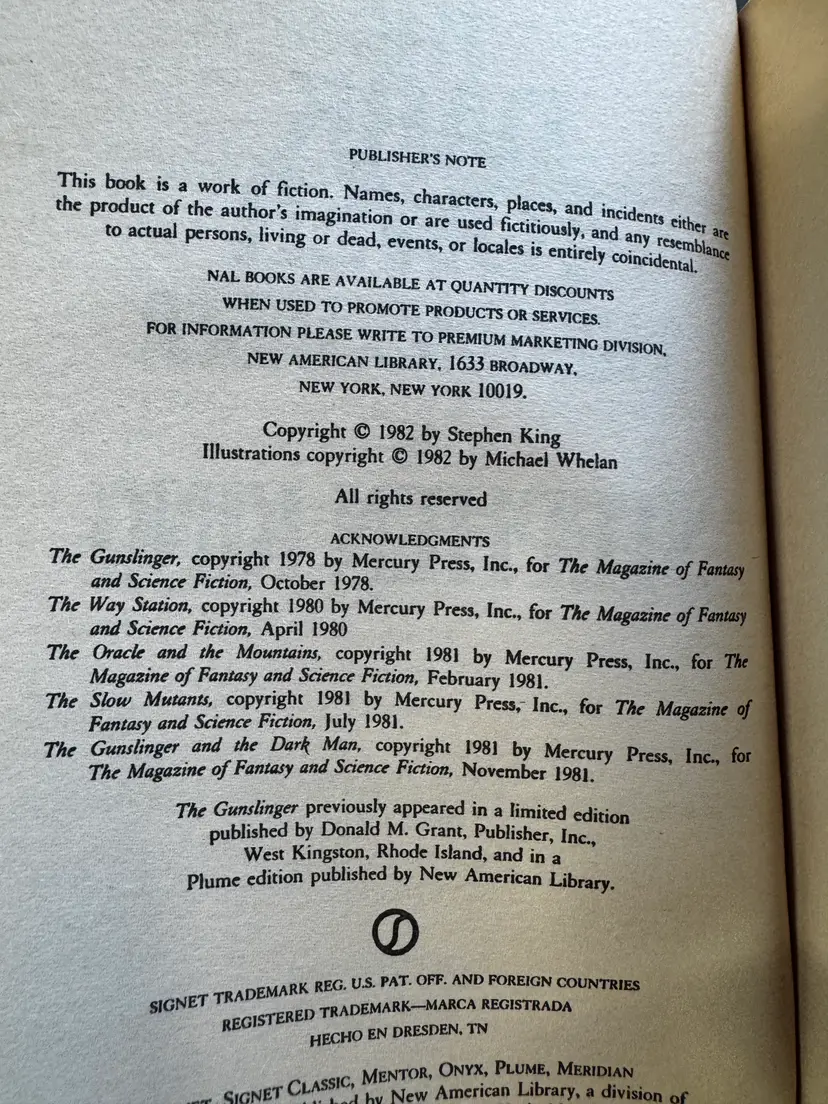 PUBLISHER'S NOTE
This book is a work of fiction. Names, characters, places, and incidents either are
the product of the author's imagination or are used fictitiously, and any resemblance
to actual persons, living or dead, events, or locales is entirely coincidental.
NAL BOOKS ARE AVAILABLE AT QUANTITY DISCOUNTS
WHEN USED TO PROMOTE PRODUCTS OR SERVICES.
FOR INFORMATION PLEASE WRITE TO PREMIUM MARKETING DIVISION,
NEW AMERICAN LIBRARY, 1633 BROADWAY,
NEW YORK, NEW YORK 10019.
Copyright © 1982 by Stephen King
Illustrations copyright © 1982 by Michael Whelan
All rights reserved
ACKNOWLEDGMENTS
The Gunslinger, copyright 1978 by Mercury Press, Inc., for The Magazine of Fantasy
and Science Fiction, October 1978.
The Way Station, copyright 1980 by Mercury Press, Inc., for The Magazine of Fantasy
and Science Fiction, April 1980
The Oracle and the Mountains, copyright 1981 by Mercury Press, Inc., for The
Magazine of Fantasy and Science Fiction, February 1981.
The Slow Mutants, copyright 1981 by Mercury Press, Inc., for The Magazine of
Fantasy and Science Fiction, July 1981.
The Gunslinger and the Dark Man, copyright 1981 by Mercury Press, Inc., for
The Magazine of Fantasy and Science Fiction, November 1981.
The Gunslinger previously appeared in a limited edition
published by Donald M. Grant, Publisher, Inc.,
West Kingston, Rhode Island, and in a
Plume edition published by New American Library.
SIGNET TRADEMARK REG. U.S. PAT. OFF. AND FOREIGN COUNTRIES
REGISTERED TRADEMARK—MARCA REGISTRADA
HECHO EN DRESDEN, TN
SIGNET CLASSIC, MENTOR, ONYX, PLUME, MERIDIAN
by New American Library, a division of